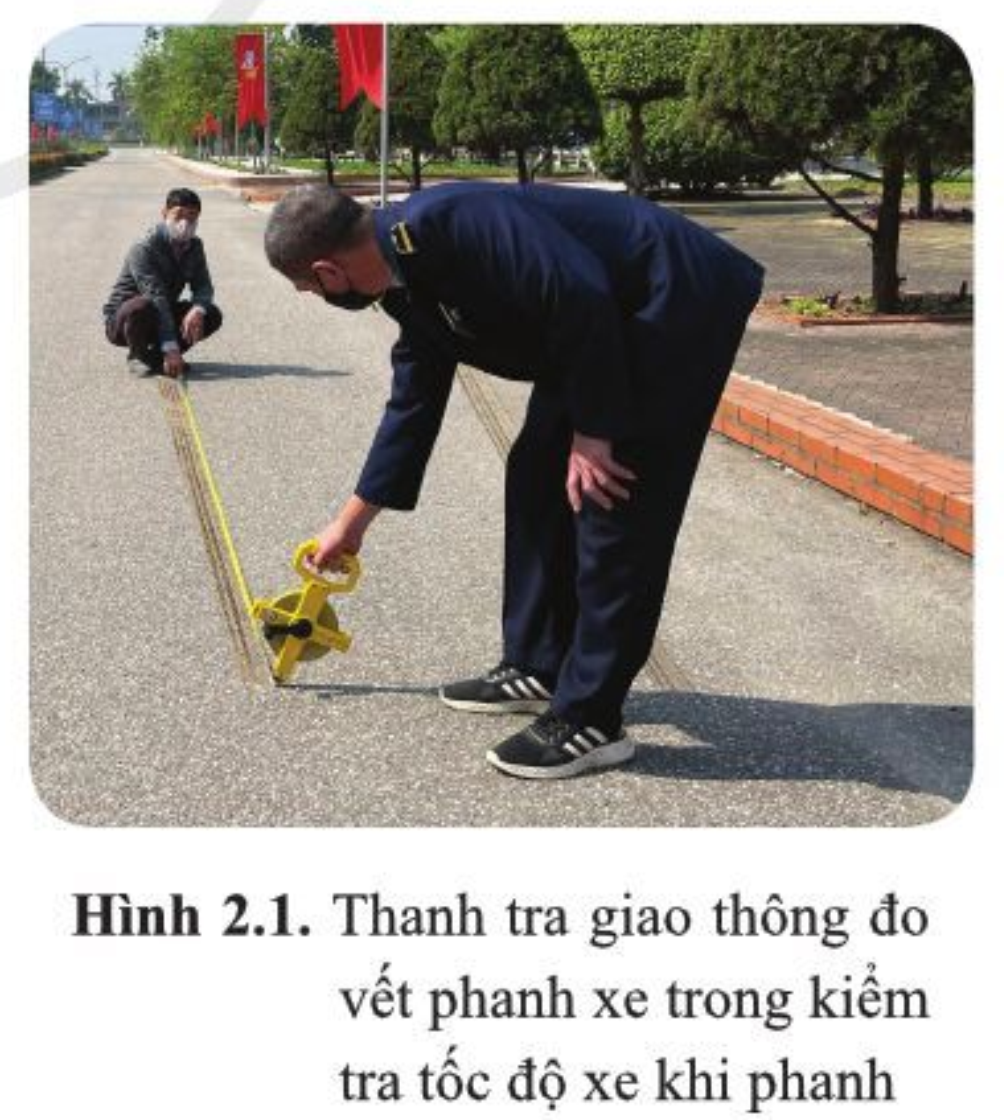 Hình 2.1. Thanh tra giao thông đo
vết phanh xe trong kiểm
tra tốc độ xe khi phanh